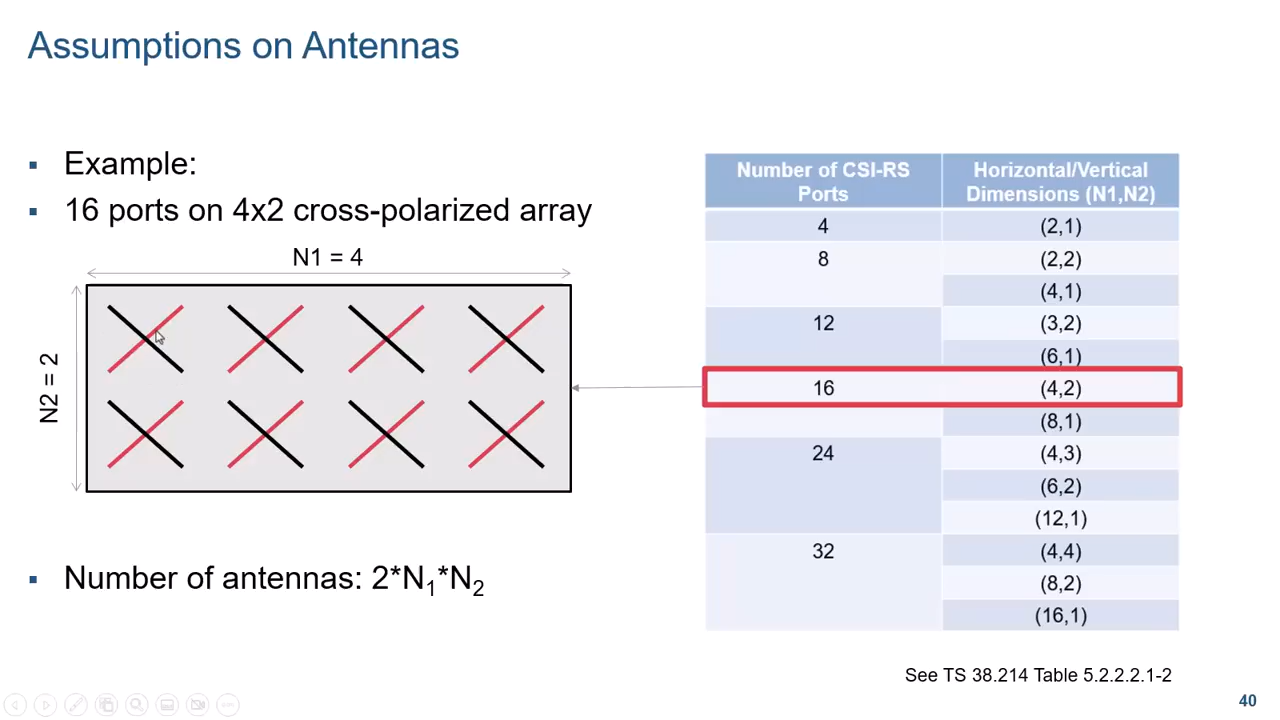 Assumptions on Antennas
▪ Example:
▪ 16 ports on 4x2 cross-polarized array
N1 = 4
N2 = 2
▪ Number of antennas: 2*N₁*N₂
Number of CSI-RS Ports
Horizontal/Vertical Dimensions (N1,N2)
4 (2,1)
8 (2,2)
(4,1)
12 (3,2)
(6,1)
16 (4,2)
(8,1)
24 (4,3)
(6,2)
(12,1)
32 (4,4)
(8,2)
(16,1)
See TS 38.214 Table 5.2.2.2.1-2
40